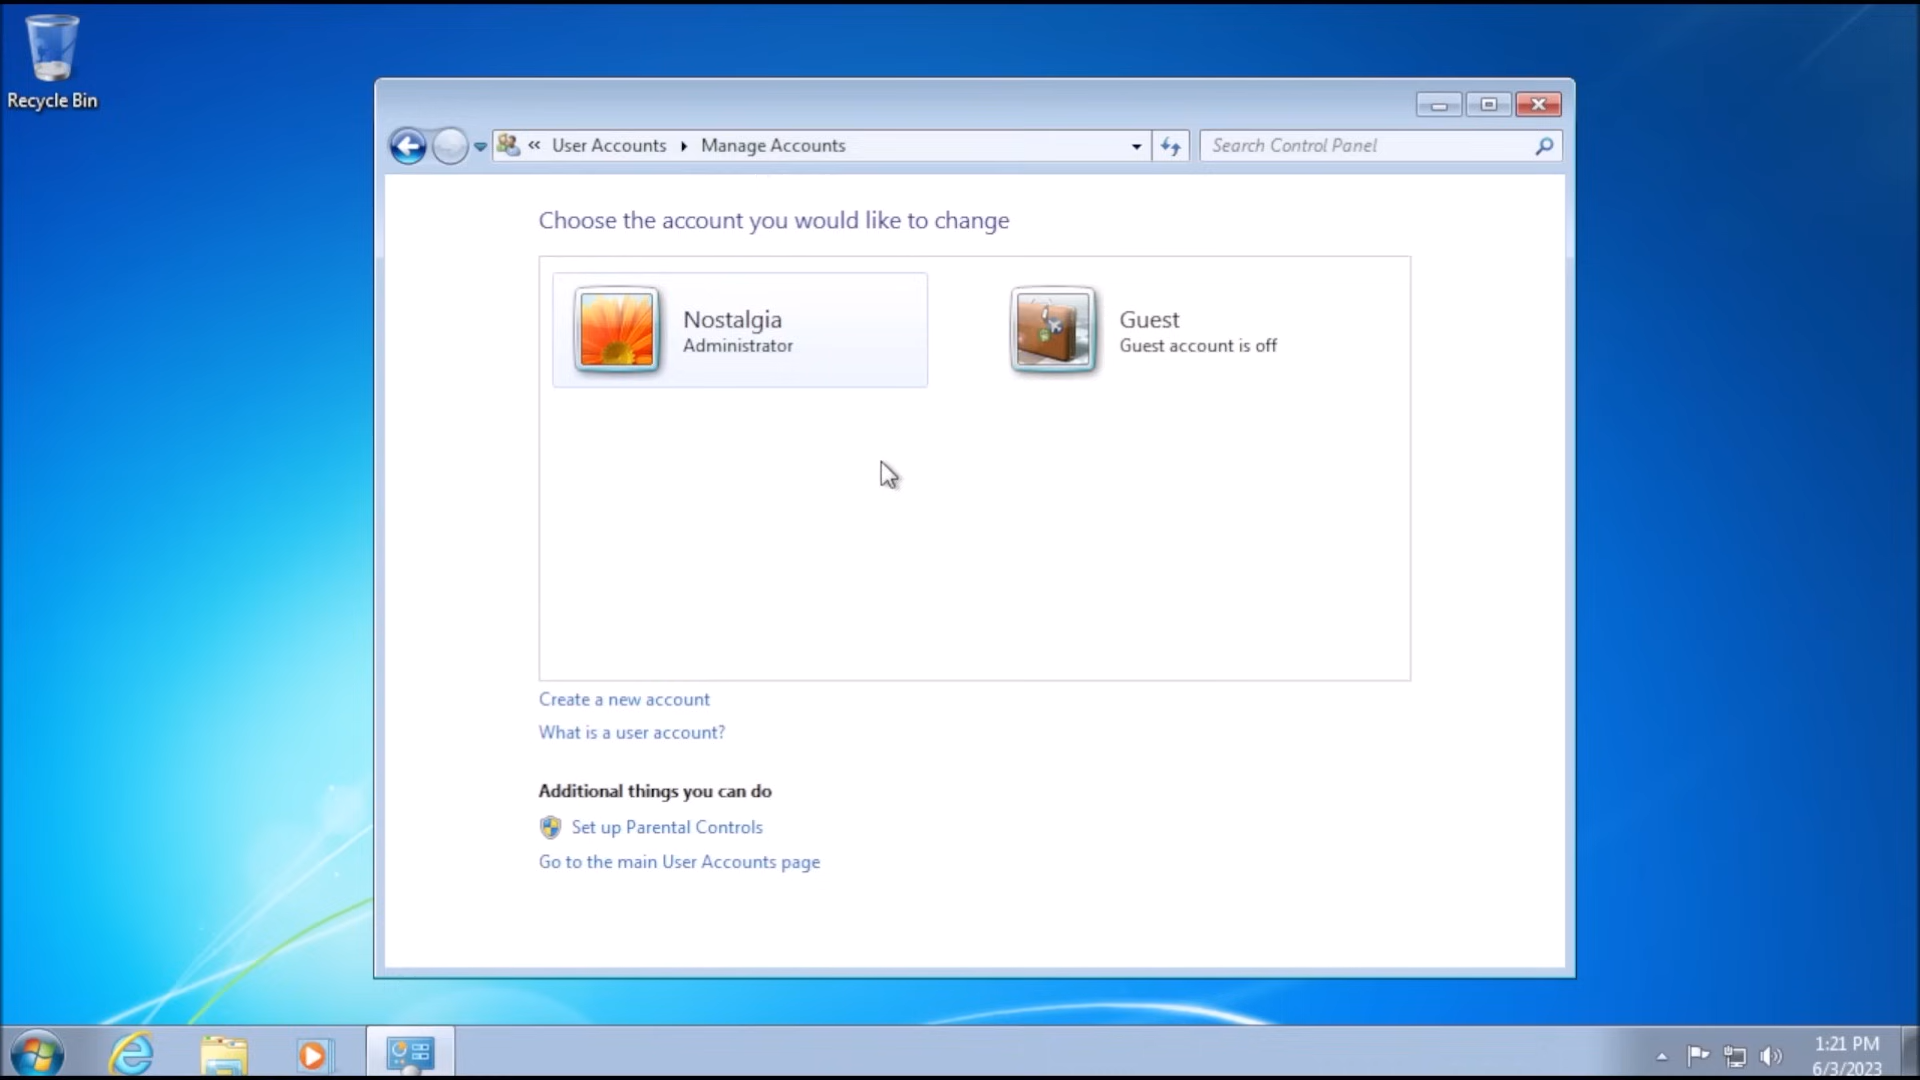 Recycle Bin
« User Accounts Manage Accounts
Search Control Panel
Choose the account you would like to change
Nostalgia
Administrator
Guest
Guest account is off
Create a new account
What is a user account?
Additional things you can do
Set up Parental Controls
Go to the main User Accounts page
1:21 PM
6/3/2023